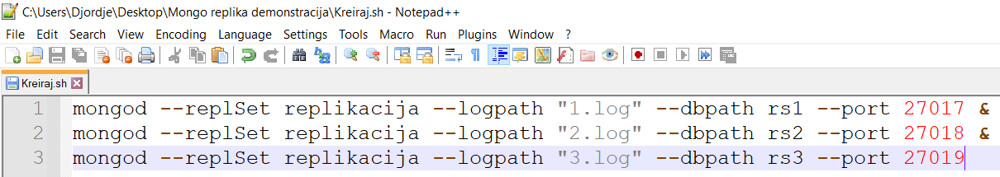 C:\Users\Djordje\Desktop\Mongo replika demonstracija\Kreiraj.sh - Notepad++
File Edit Search View Encoding Language Settings Tools Macro Run Plugins Window ?
Kreiraj.sh
1 mongod --replSet replikacija --logpath "1.log" --dbpath rs1 --port 27017 &
2 mongod --replSet replikacija --logpath "2.log" --dbpath rs2 --port 27018 &
3 mongod --replSet replikacija --logpath "3.log" --dbpath rs3 --port 27019